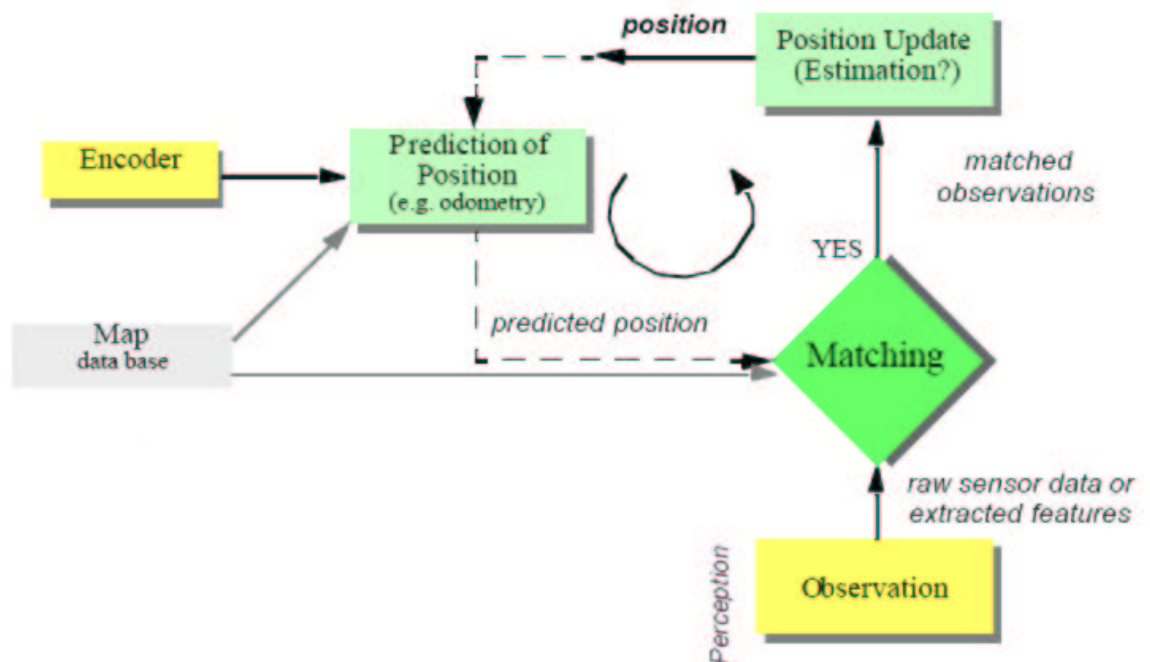 position
Position Update
(Estimation?)
Encoder
Prediction of
Position
(e.g. odometry)
matched
observations
YES
predicted position
Map
data base
Matching
raw sensor data or
extracted features
Perception
Observation